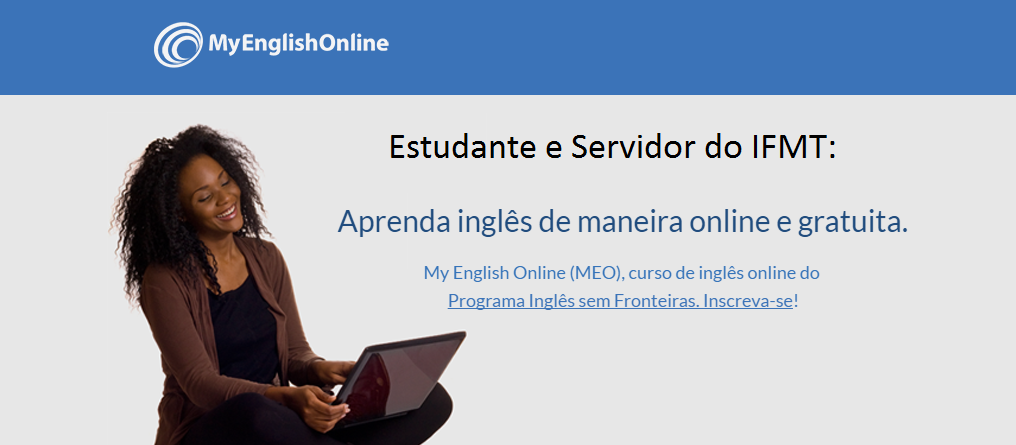 MyEnglishOnline
Estudante e Servidor do IFMT:
Aprenda inglês de maneira online e gratuita.
My English Online (MEO), curso de inglês online do
Programa Inglês sem Fronteiras. Inscreva-se!